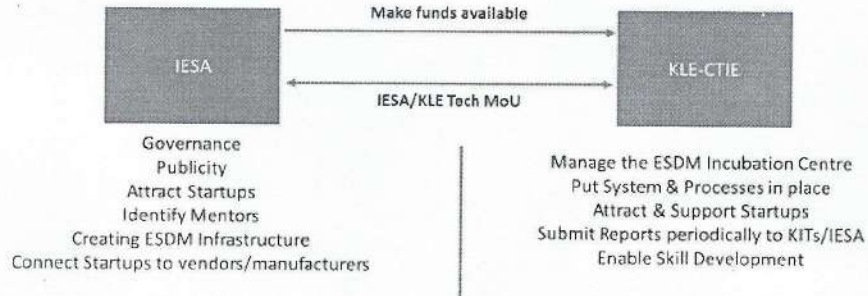 Make funds available
IESA
KLE-CTIE
IESA/KLE Tech MoU
Governance
Publicity
Attract Startups
Identify Mentors
Creating ESDM Infrastructure
Connect Startups to vendors/manufacturers
Manage the ESDM Incubation Centre
Put System & Processes in place
Attract & Support Startups
Submit Reports periodically to KITs/IESA
Enable Skill Development